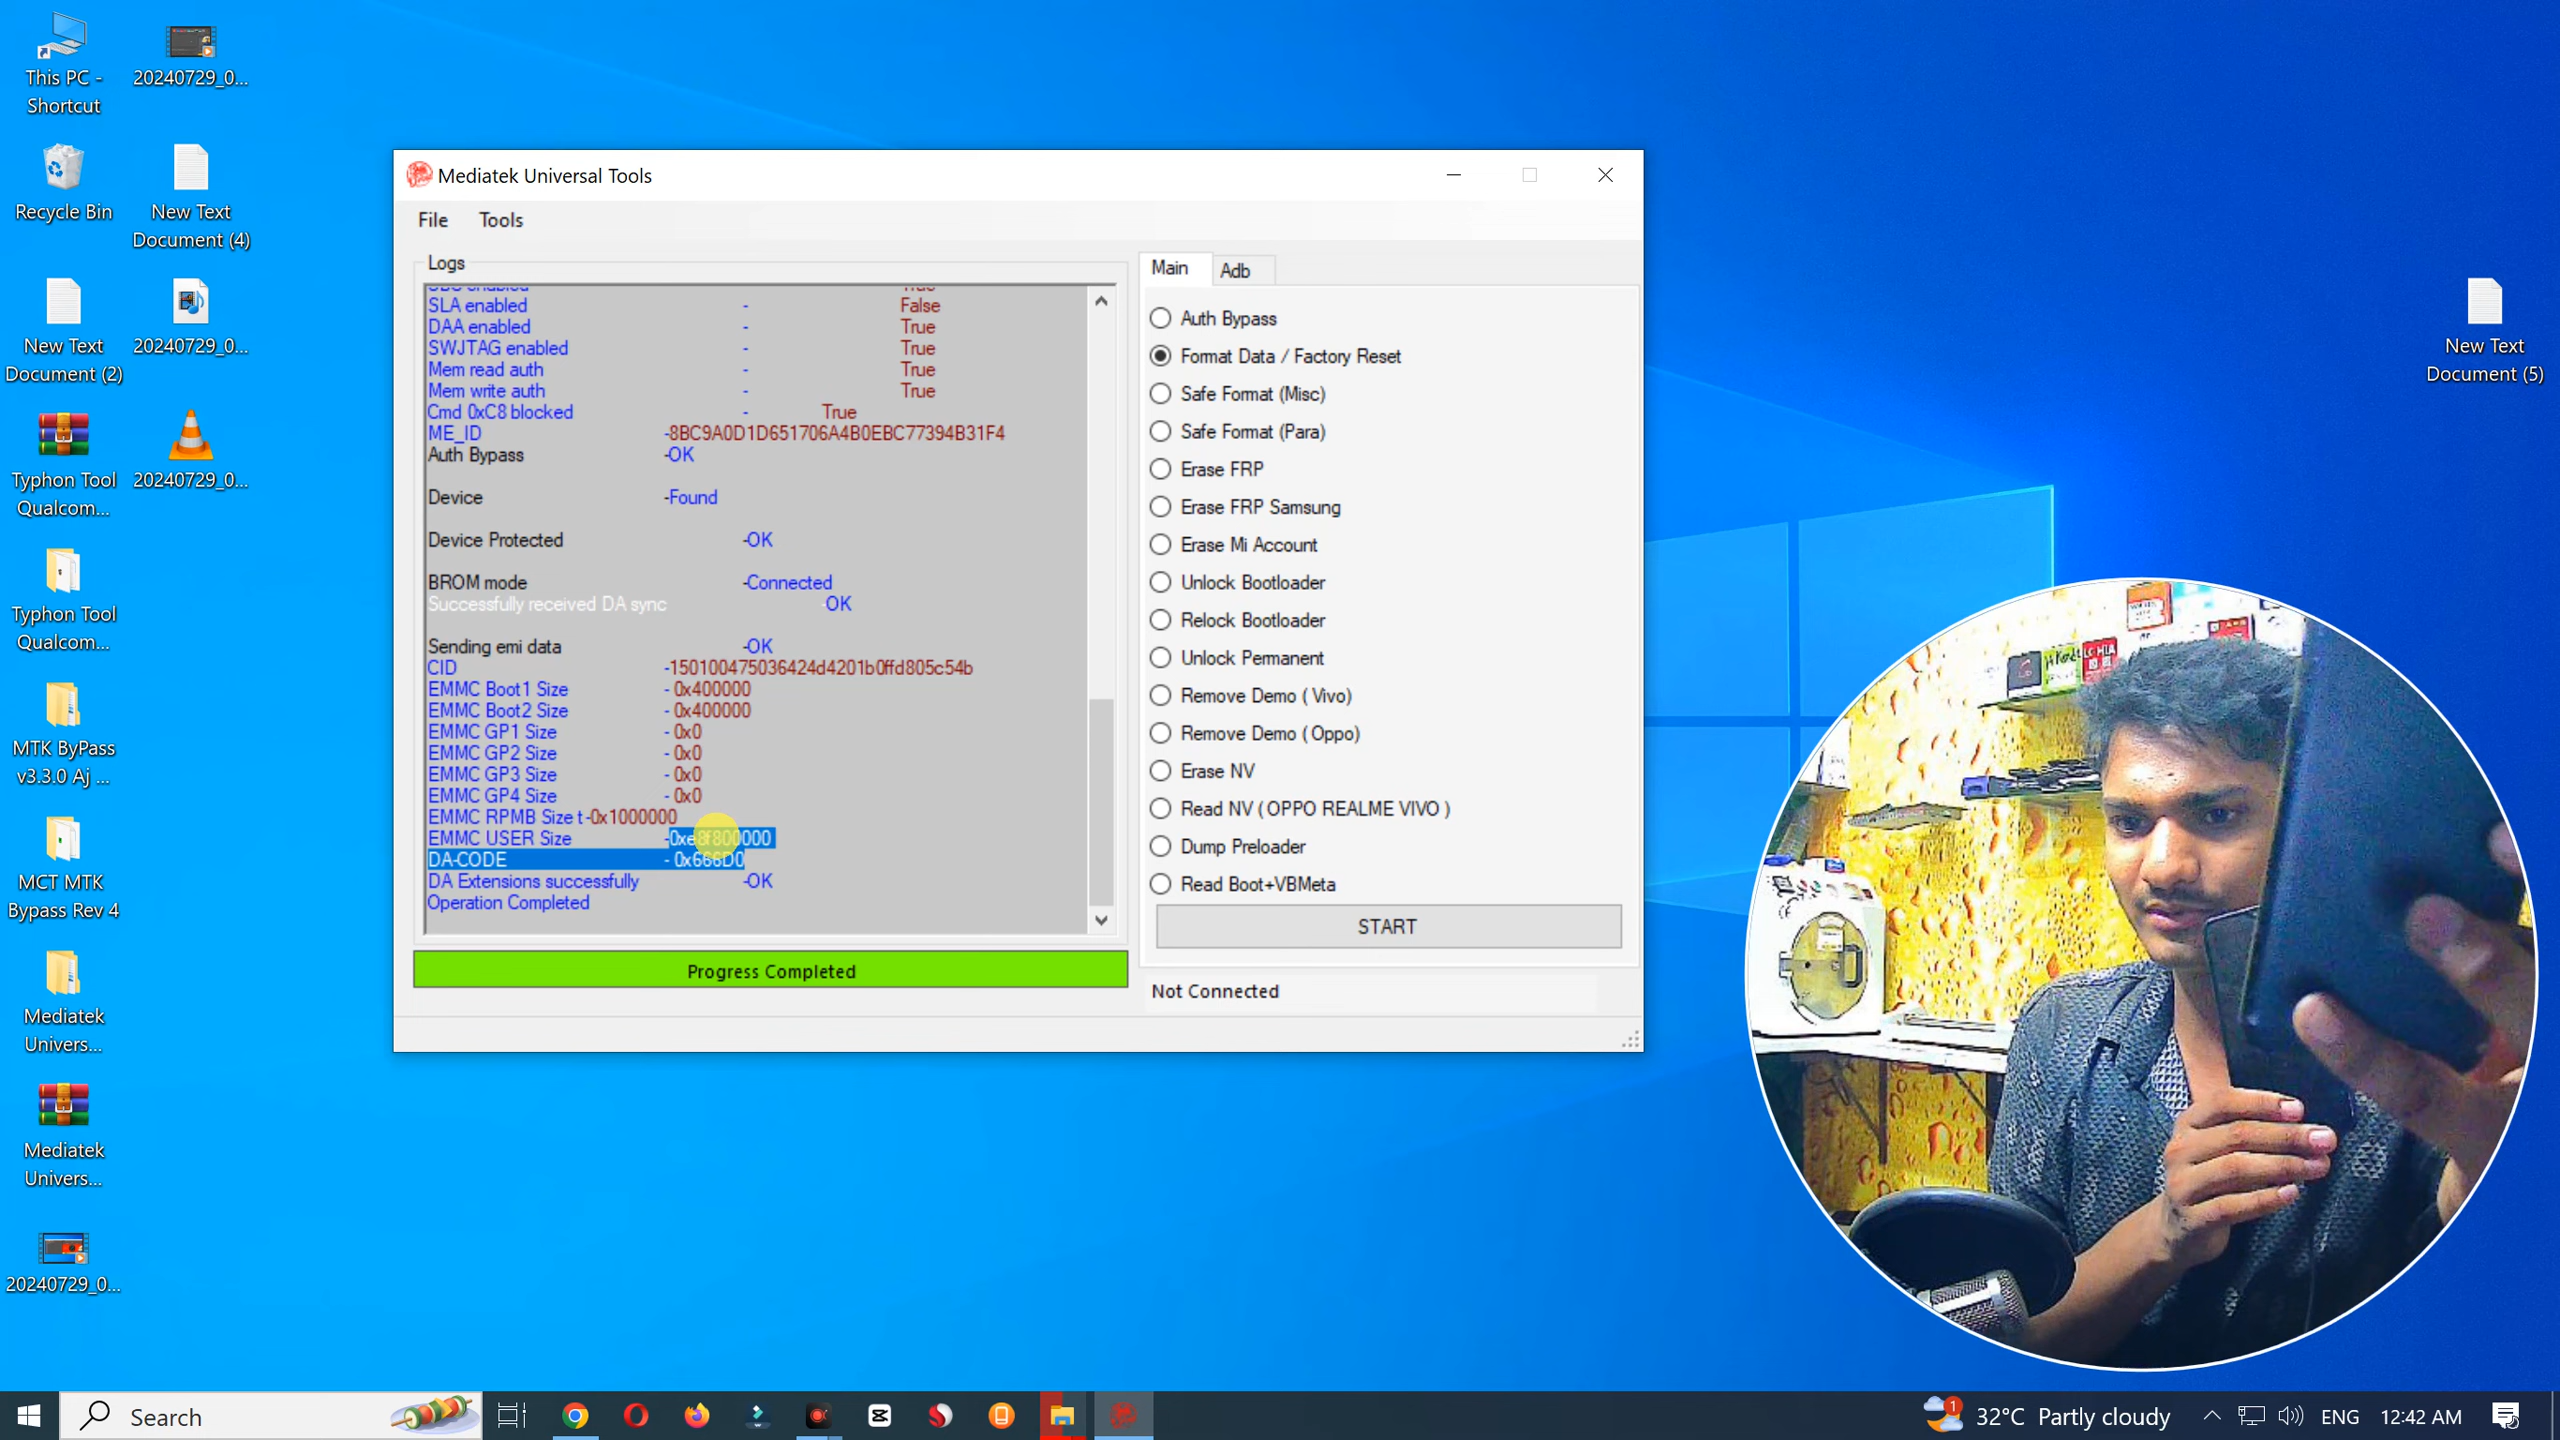 This PC -
Shortcut
20240729_0...
Recycle Bin
New Text
Document (4)
New Text
Document (2)
20240729_0...
Typhon Tool
Qualcom...
20240729_0...
Typhon Tool
Qualcom...
MTK ByPass
v3.3.0 Aj ...
MCT MTK
Bypass Rev 4
Mediatek
Univers...
Mediatek
Univers...
20240729_0...
Mediatek Universal Tools
File Tools
Logs
SLA enabled - False
DAA enabled - True
SWJTAG enabled - True
Mem read auth - True
Mem write auth - True
Cmd 0xC8 blocked - True
ME_ID -8BC9A0D1D651706A4B0EBC77394B31F4
Auth Bypass -OK
Device -Found
Device Protected -OK
BROM mode -Connected
Successfully received DA sync -OK
Sending emi data -OK
CID -150100475036424d4201b0ffd805c54b
EMMC Boot1 Size - 0x400000
EMMC Boot2 Size - 0x400000
EMMC GP1 Size - 0x0
EMMC GP2 Size - 0x0
EMMC GP3 Size - 0x0
EMMC GP4 Size - 0x0
EMMC RPMB Size t-0x1000000
EMMC USER Size -0xe8f800000
DA-CODE - 0x666D0
DA Extensions successfully -OK
Operation Completed
Progress Completed
Main Adb
Auth Bypass
Format Data / Factory Reset
Safe Format (Misc)
Safe Format (Para)
Erase FRP
Erase FRP Samsung
Erase Mi Account
Unlock Bootloader
Relock Bootloader
Unlock Permanent
Remove Demo ( Vivo)
Remove Demo ( Oppo)
Erase NV
Read NV ( OPPO REALME VIVO )
Dump Preloader
Read Boot+VBMeta
START
Not Connected
New Text
Document (5)
Search
1
32°C Partly cloudy
ENG
12:42 AM